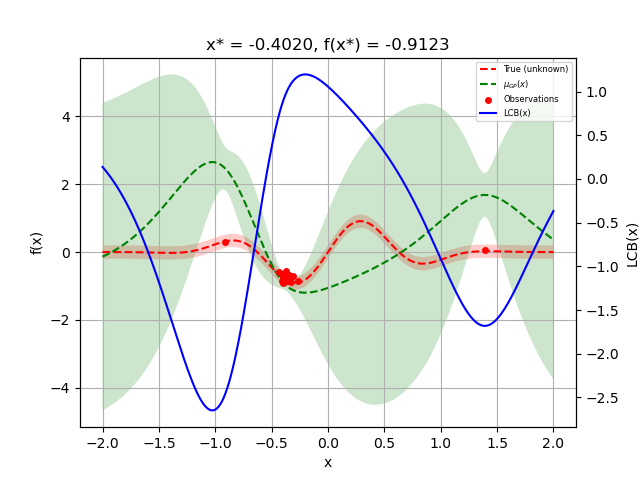 x* = -0.4020, f(x*) = -0.9123
True (unknown)
μGP(x)
Observations
LCB(x)
f(x)
4
2
0
−2
−4
1.0
0.5
0.0
−0.5
−1.0
−1.5
−2.0
−2.5
LCB(x)
−2.0 −1.5 −1.0 −0.5 0.0 0.5 1.0 1.5 2.0
x